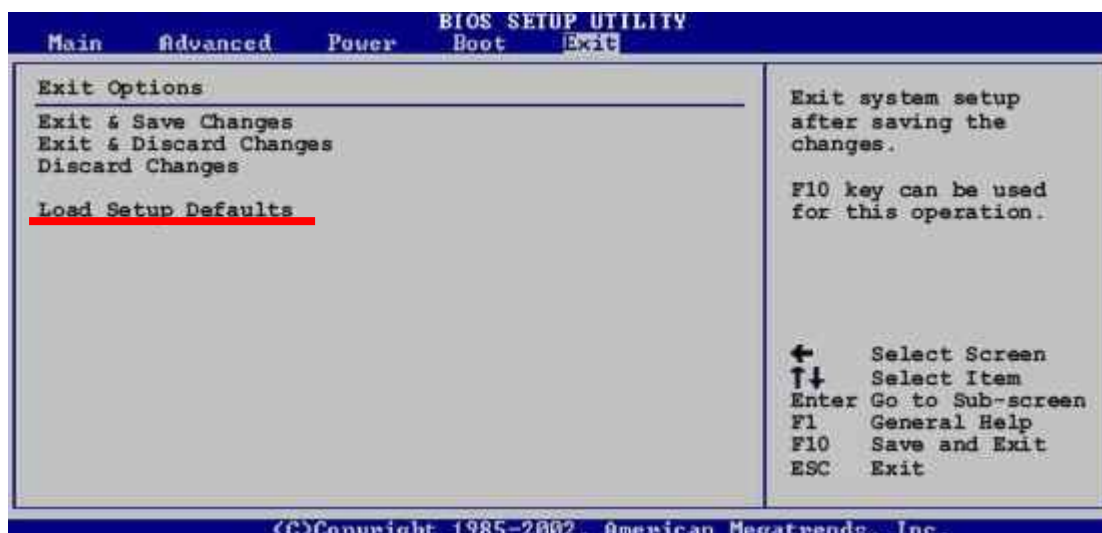 BIOS SETUP UTILITY
Main Advanced Power Boot Exit
Exit Options
Exit & Save Changes
Exit & Discard Changes
Discard Changes
Load Setup Defaults
Exit system setup
after saving the
changes.
F10 key can be used
for this operation.
← Select Screen
↑↓ Select Item
Enter Go to Sub-screen
F1 General Help
F10 Save and Exit
ESC Exit
(C)Copyright 1985-2002, American Megatrends, Inc